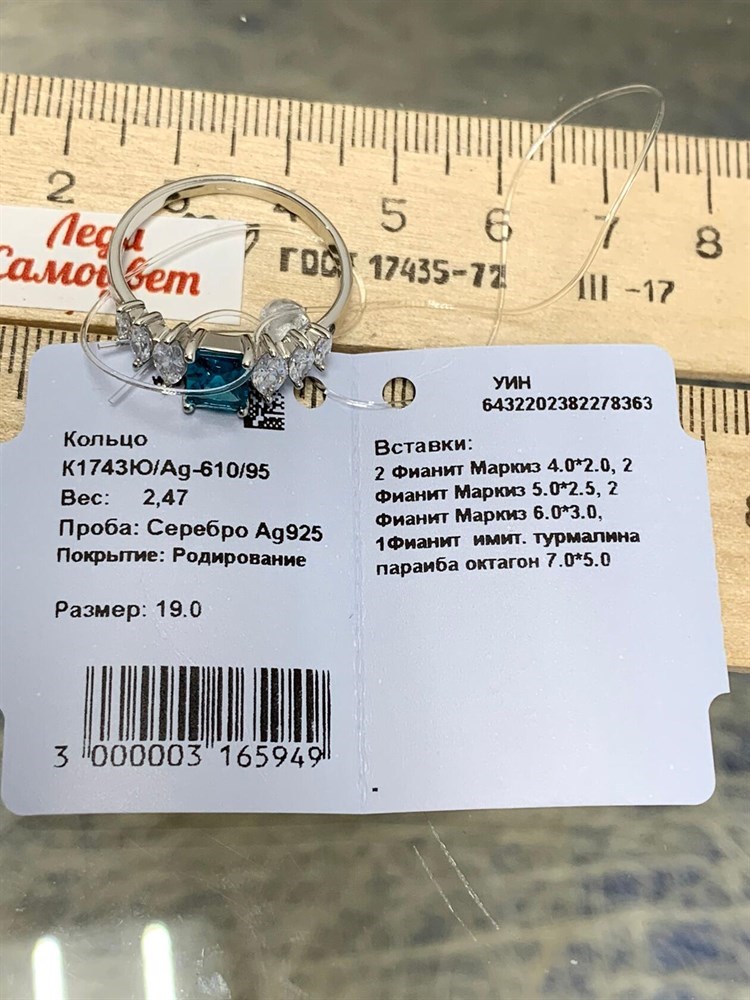 2 3 4 5 6 7 8
Леди
Самоцвет
ГОСТ 17435-72
III -17
УИН
6432202382278363
Кольцо
К1743Ю/Ag-610/95
Вес: 2,47
Проба: Серебро Ag925
Покрытие: Родирование
Размер: 19.0
3 000003 165949
Вставки:
2 Фианит Маркиз 4.0*2.0, 2
Фианит Маркиз 5.0*2.5, 2
Фианит Маркиз 6.0*3.0,
1Фианит имит. турмалина
параиба октагон 7.0*5.0